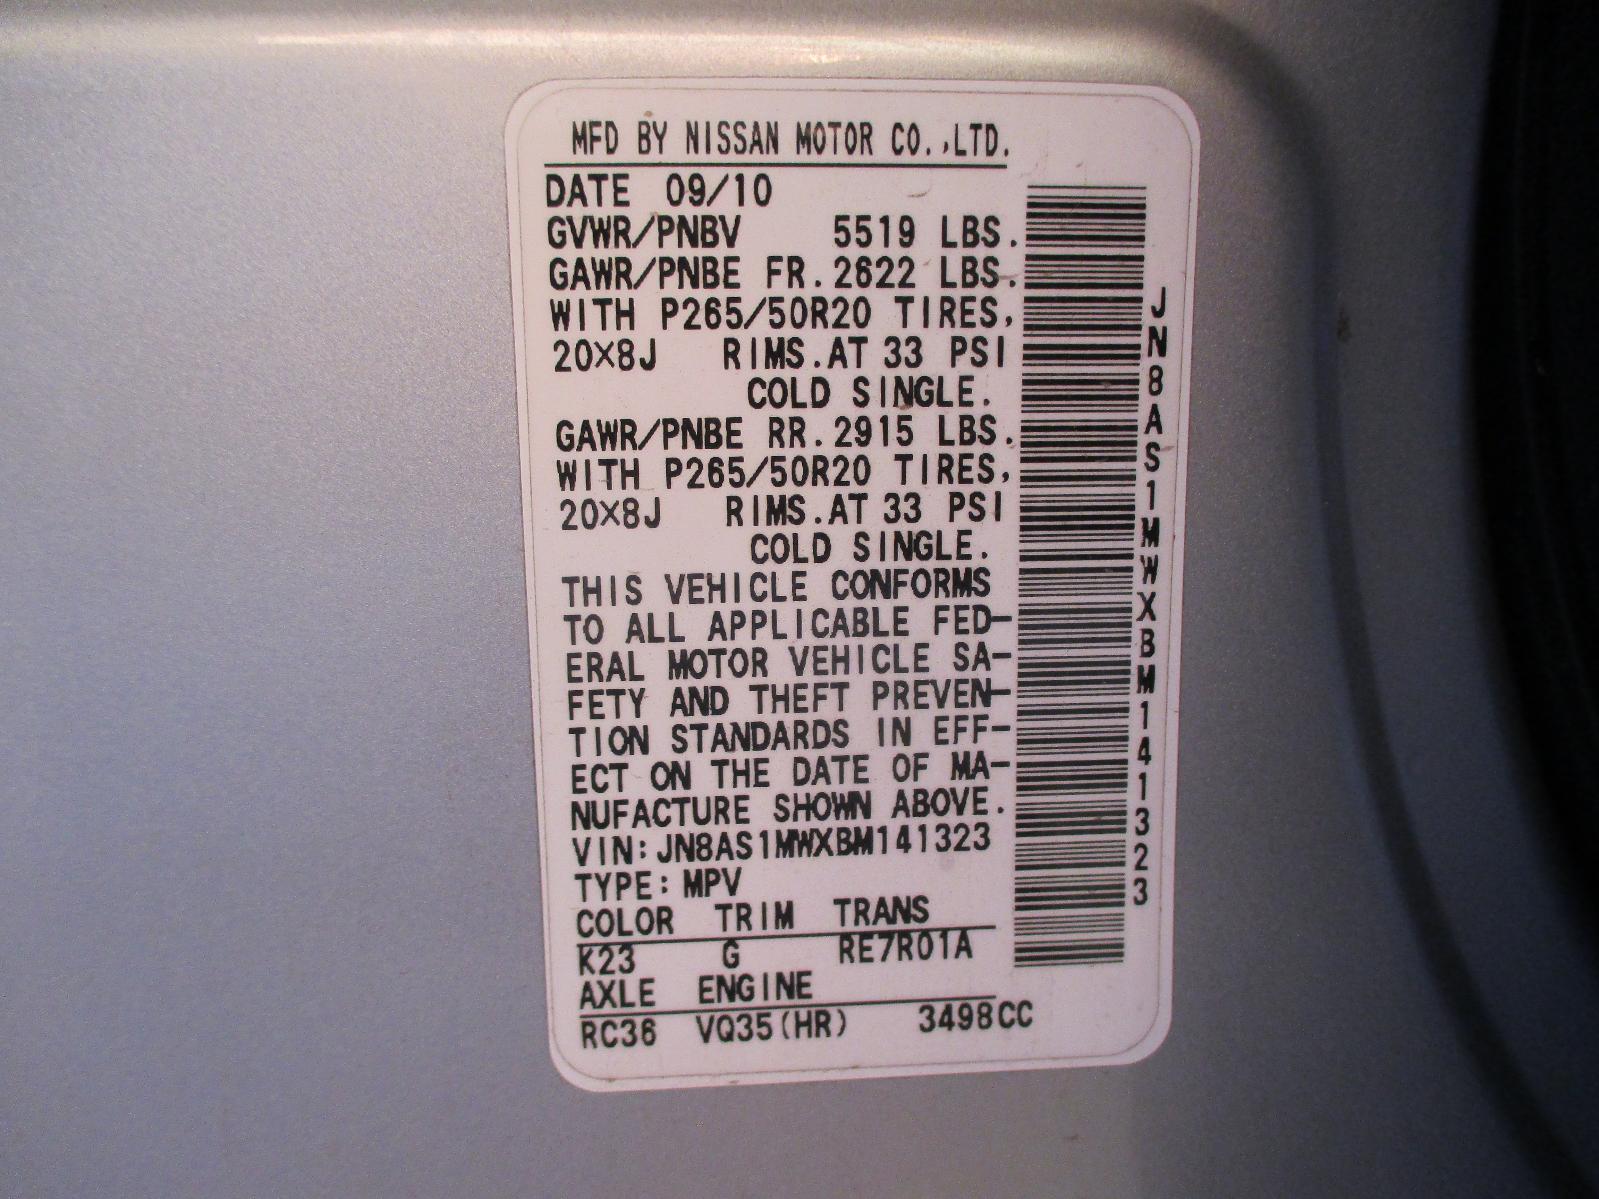 MFD BY NISSAN MOTOR CO.,LTD.
DATE 09/10
GVWR/PNBV 5519 LBS.
GAWR/PNBE FR.2622 LBS.
WITH P265/50R20 TIRES,
20X8J RIMS.AT 33 PSI
COLD SINGLE.
GAWR/PNBE RR.2915 LBS.
WITH P265/50R20 TIRES,
20X8J RIMS.AT 33 PSI
COLD SINGLE.
THIS VEHICLE CONFORMS
TO ALL APPLICABLE FED-
ERAL MOTOR VEHICLE SA-
FETY AND THEFT PREVEN-
TION STANDARDS IN EFF-
ECT ON THE DATE OF MA-
NUFACTURE SHOWN ABOVE.
VIN:JN8AS1MWXBM141323
TYPE:MPV
COLOR TRIM TRANS
K23 G RE7R01A
AXLE ENGINE
RC36 VQ35(HR) 3498CC
JN8AS1MWXBM141323